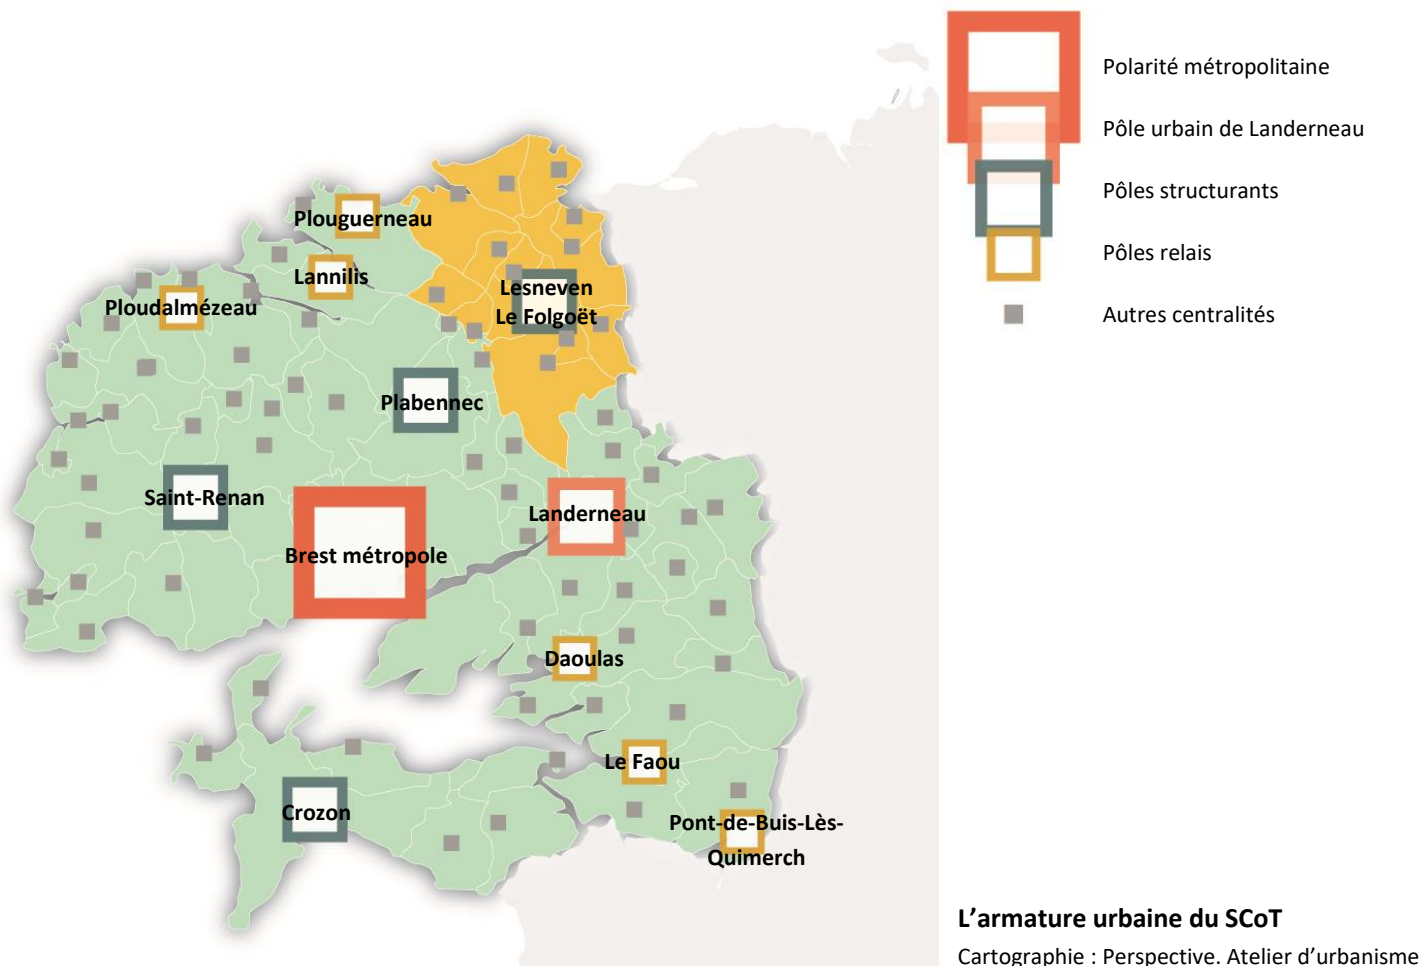 Polarité métropolitaine
Pôle urbain de Landerneau
Pôles structurants
Pôles relais
Autres centralités
Plouguerneau
Lannilis
Ploudalmézeau
Lesneven
Le Folgoët
Plabennec
Saint-Renan
Landerneau
Brest métropole
Daoulas
Le Faou
Crozon
Pont-de-Buis-Lès-
Quimerch
L'armature urbaine du SCoT
Cartographie : Perspective. Atelier d'urbanisme